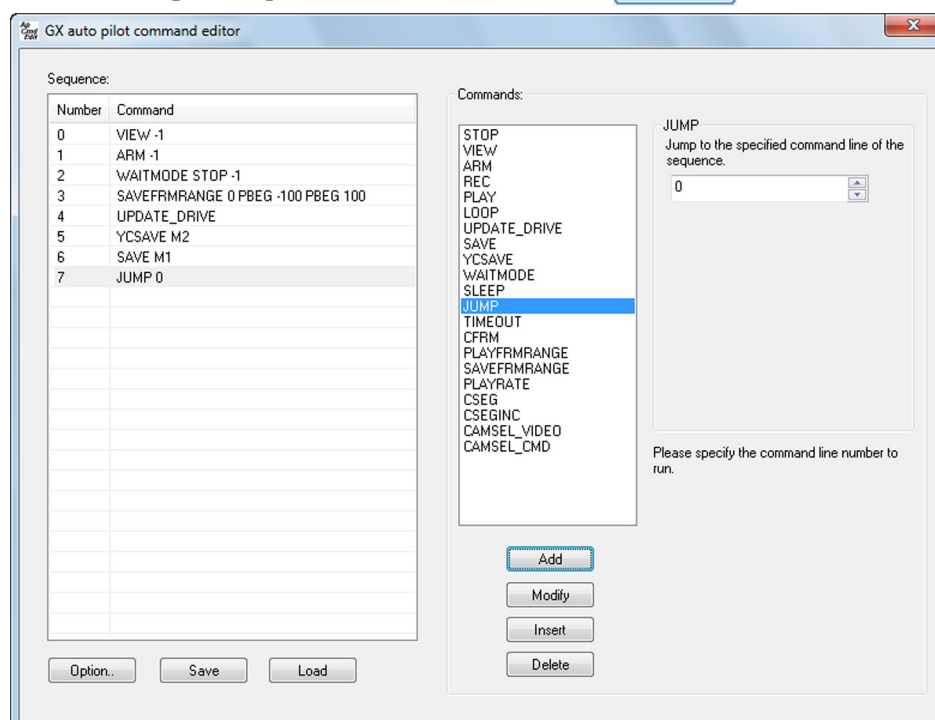 Ap
Cmd
Edit
GX auto pilot command editor
Sequence:
Number Command
0 VIEW -1
1 ARM -1
2 WAITMODE STOP -1
3 SAVEFRMRANGE 0 PBEG -100 PBEG 100
4 UPDATE_DRIVE
5 YCSAVE M2
6 SAVE M1
7 JUMP 0
Option..
Save
Load
Commands:
STOP
VIEW
ARM
REC
PLAY
LOOP
UPDATE_DRIVE
SAVE
YCSAVE
WAITMODE
SLEEP
JUMP
TIMEOUT
CFRM
PLAYFRMRANGE
SAVEFRMRANGE
PLAYRATE
CSEG
CSEGINC
CAMSEL_VIDEO
CAMSEL_CMD
Add
Modify
Insert
Delete
JUMP
Jump to the specified command line of the
sequence.
0
Please specify the command line number to
run.